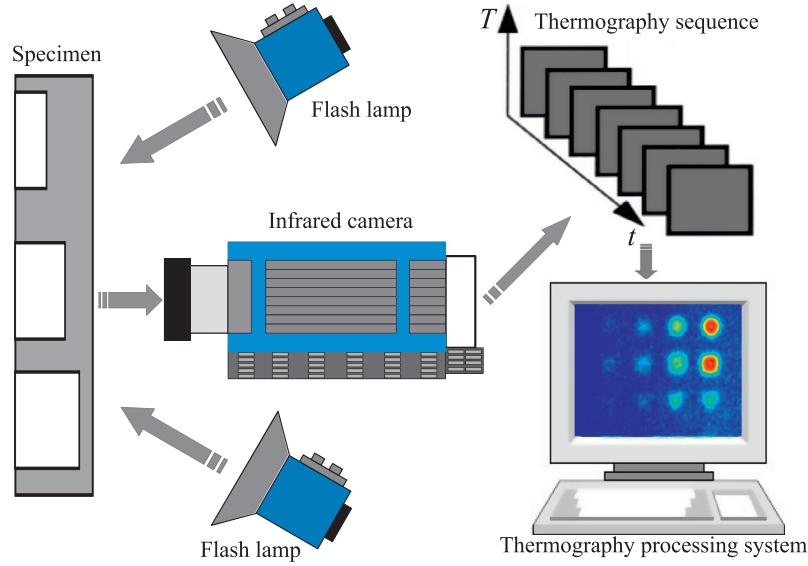 Specimen
Flash lamp
T
Thermography sequence
Infrared camera
t
Flash lamp
Thermography processing system